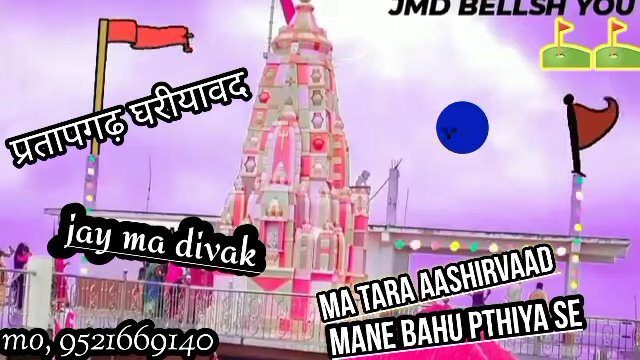 JMD BELLSH YOU
प्रतापगढ़ घरीयावद
jay ma divak
MA TARA AASHIRVAAD
MANE BAHU PTHIYA SE
mo, 9521669140